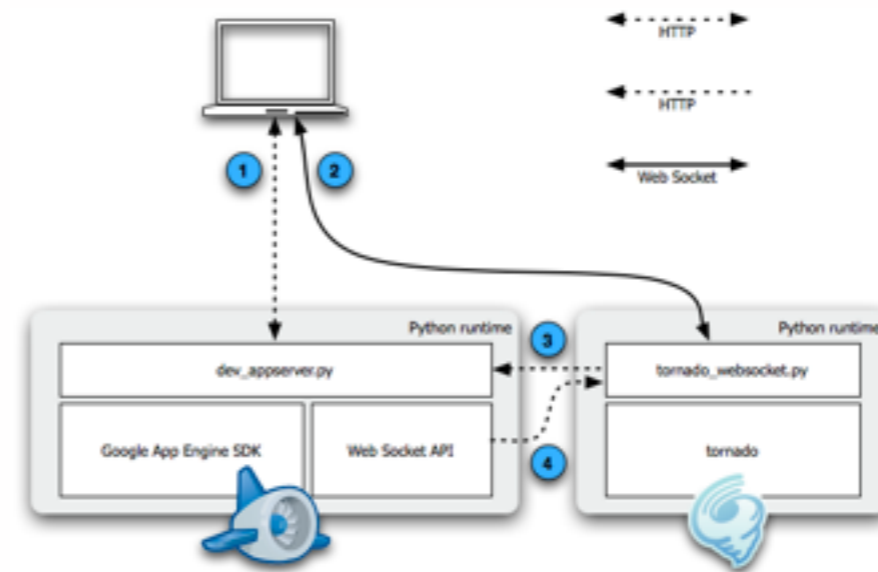 HTTP
HTTP
Web Socket
1
2
Python runtime
dev_appserver.py
Google App Engine SDK
Web Socket API
3
4
Python runtime
tornado_websocket.py
tornado